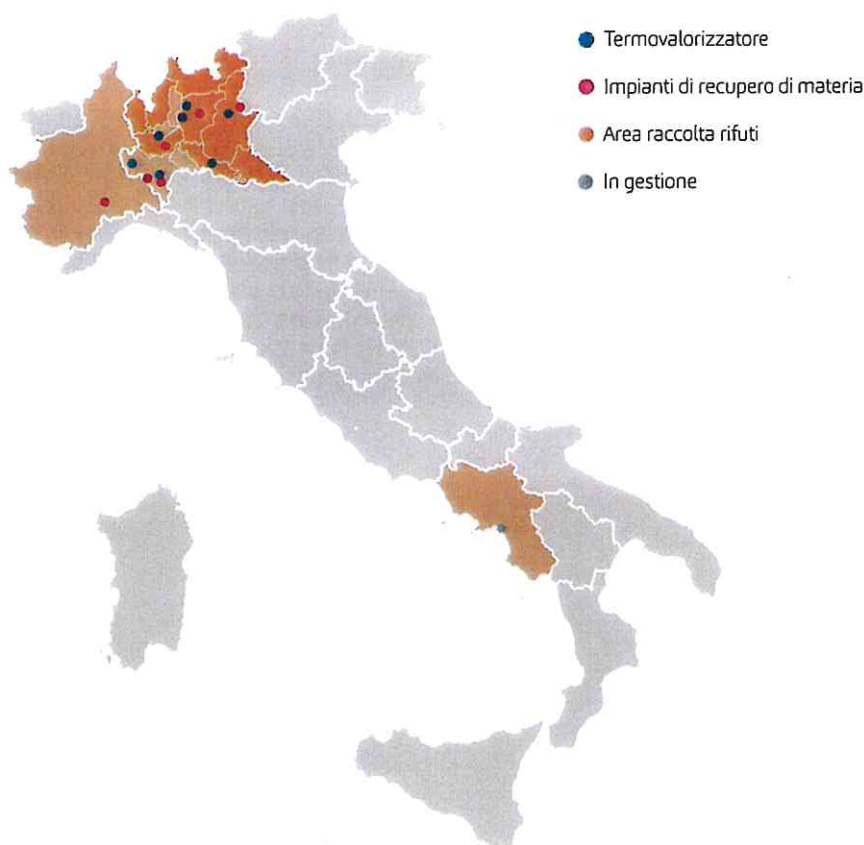 Termovalorizzatore
Impianti di recupero di materia
Area raccolta rifiuti
In gestione